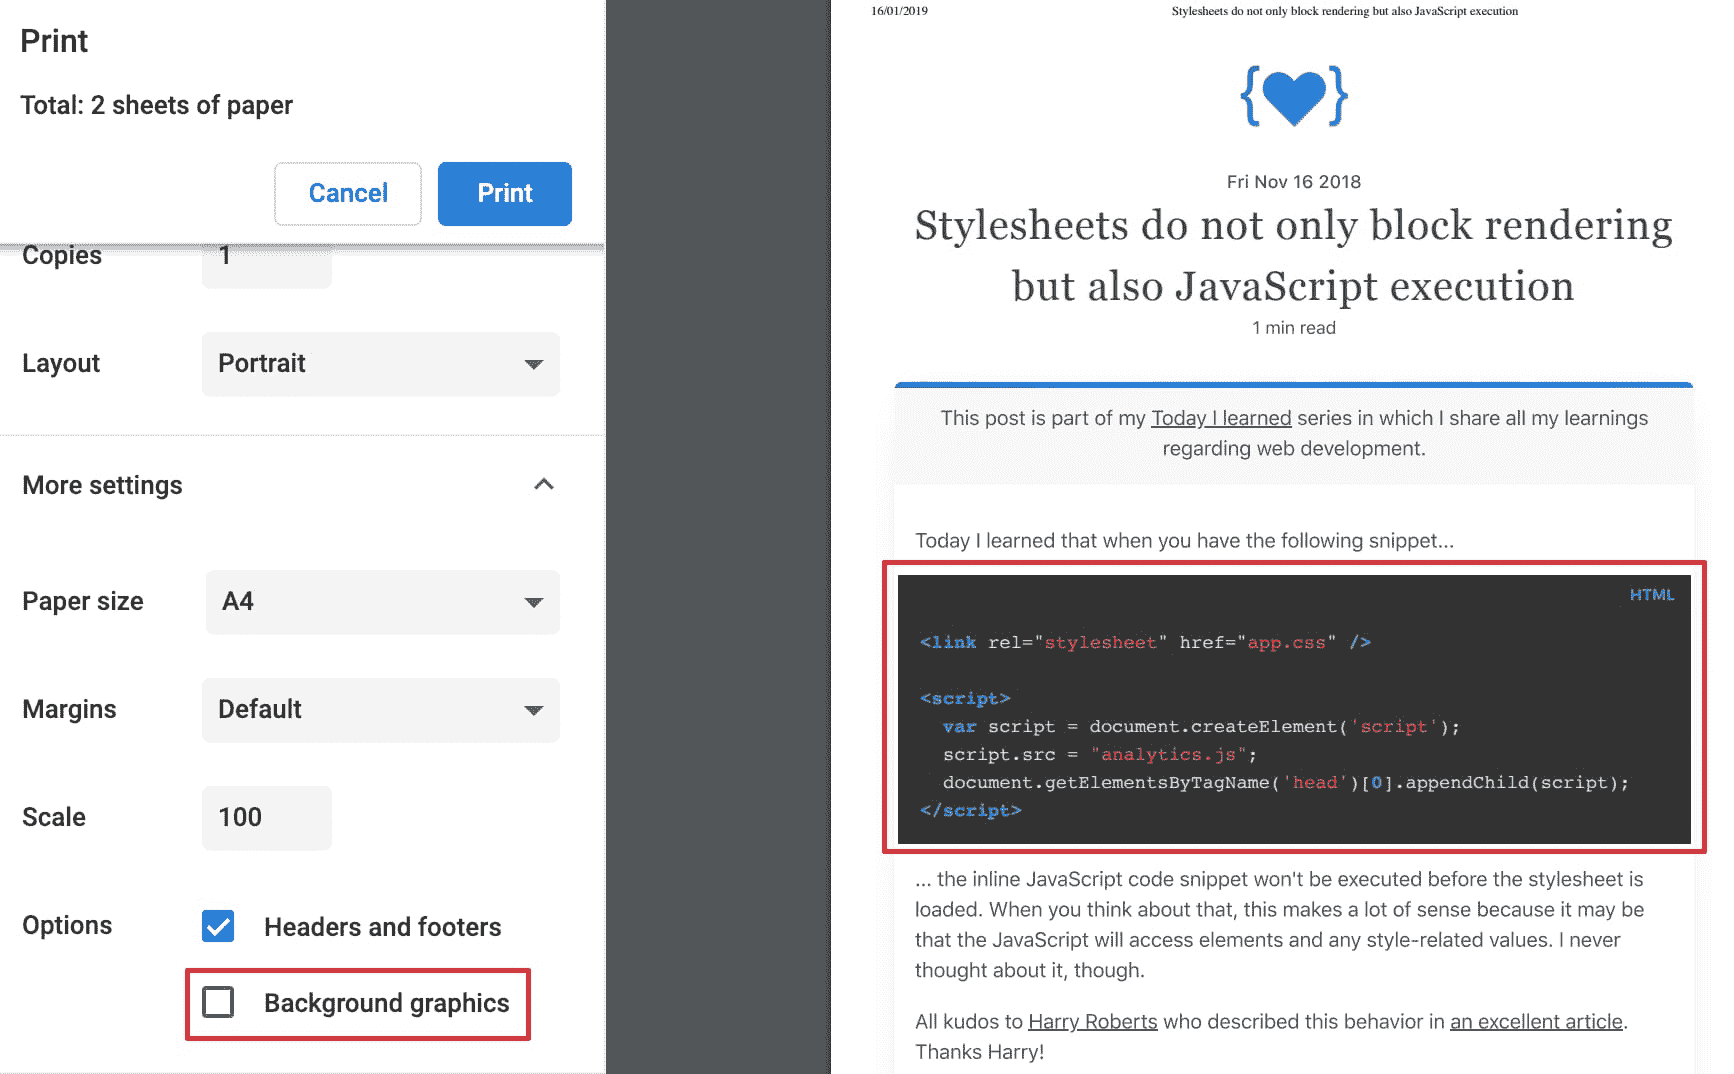 Print
Total: 2 sheets of paper
Cancel
Print
Copies
1
Layout
Portrait
More settings
Paper size
A4
Margins
Default
Scale
100
Options
Headers and footers
Background graphics
16/01/2019
Stylesheets do not only block rendering but also JavaScript execution
{ }
Fri Nov 16 2018
Stylesheets do not only block rendering
but also JavaScript execution
1 min read
This post is part of my Today I learned series in which I share all my learnings
regarding web development.
Today I learned that when you have the following snippet...
HTML
<link rel="stylesheet" href="app.css" />
<script>
  var script = document.createElement('script');
  script.src = "analytics.js";
  document.getElementsByTagName('head')[0].appendChild(script);
</script>
... the inline JavaScript code snippet won't be executed before the stylesheet is
loaded. When you think about that, this makes a lot of sense because it may be
that the JavaScript will access elements and any style-related values. I never
thought about it, though.
All kudos to Harry Roberts who described this behavior in an excellent article.
Thanks Harry!